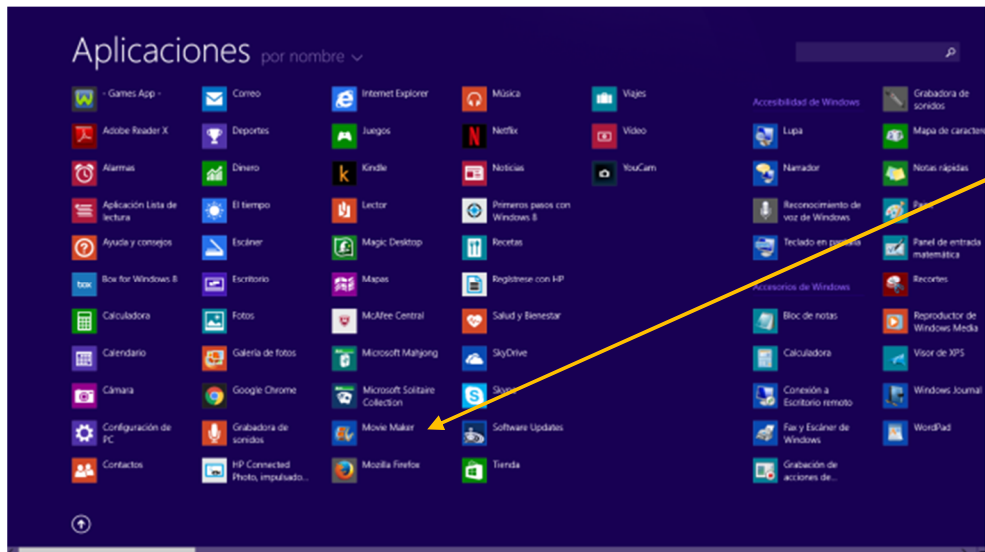 Aplicaciones por nombre
- Games App -
Adobe Reader X
Alarmas
Aplicación Lista de
lectura
Ayuda y consejos
box
Box for Windows 8
Calculadora
Calendario
Cámara
Configuración de
PC
Contactos
Correo
Deportes
Dinero
El tiempo
Escáner
Escritorio
Fotos
Galería de fotos
Google Chrome
Grabadora de
sonidos
HP Connected
Photo, impulsado...
Internet Explorer
Juegos
Kindle
Lector
Magic Desktop
Mapas
McAfee Central
Microsoft Mahjong
Microsoft Solitaire
Collection
Movie Maker
Mozilla Firefox
Música
Netflix
Noticias
Primeros pasos con
Windows 8
Recetas
Regístrese con HP
Salud y Bienestar
SkyDrive
Skype
Software Updates
Tienda
Viajes
Vídeo
YouCam
Accesibilidad de Windows
Lupa
Narrador
Reconocimiento de
voz de Windows
Teclado en pantalla
Accesorios de Windows
Bloc de notas
Calculadora
Conexión a
Escritorio remoto
Fax y Escáner de
Windows
Grabación de
acciones de...
Grabadora de
sonidos
Mapa de caractere
Notas rápidas
Paint
Panel de entrada
matemática
Recortes
Reproductor de
Windows Media
Visor de XPS
Windows Journal
WordPad